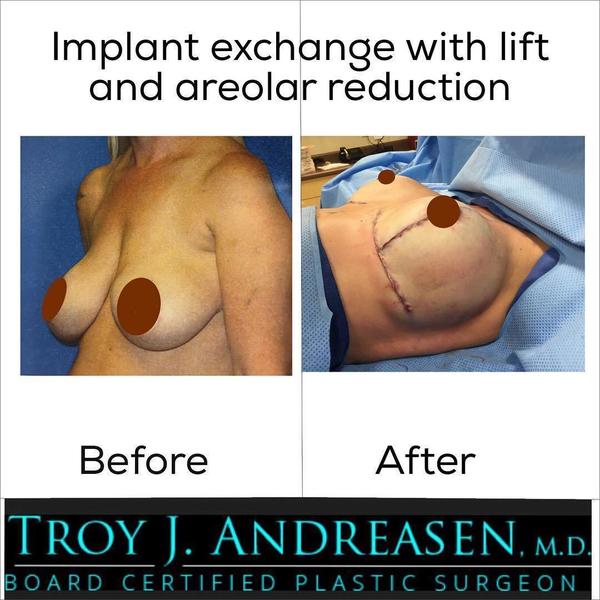 Implant exchange with lift
and areolar reduction
Before
After
TROY J. ANDREASEN, M.D.
BOARD CERTIFIED PLASTIC SURGEON